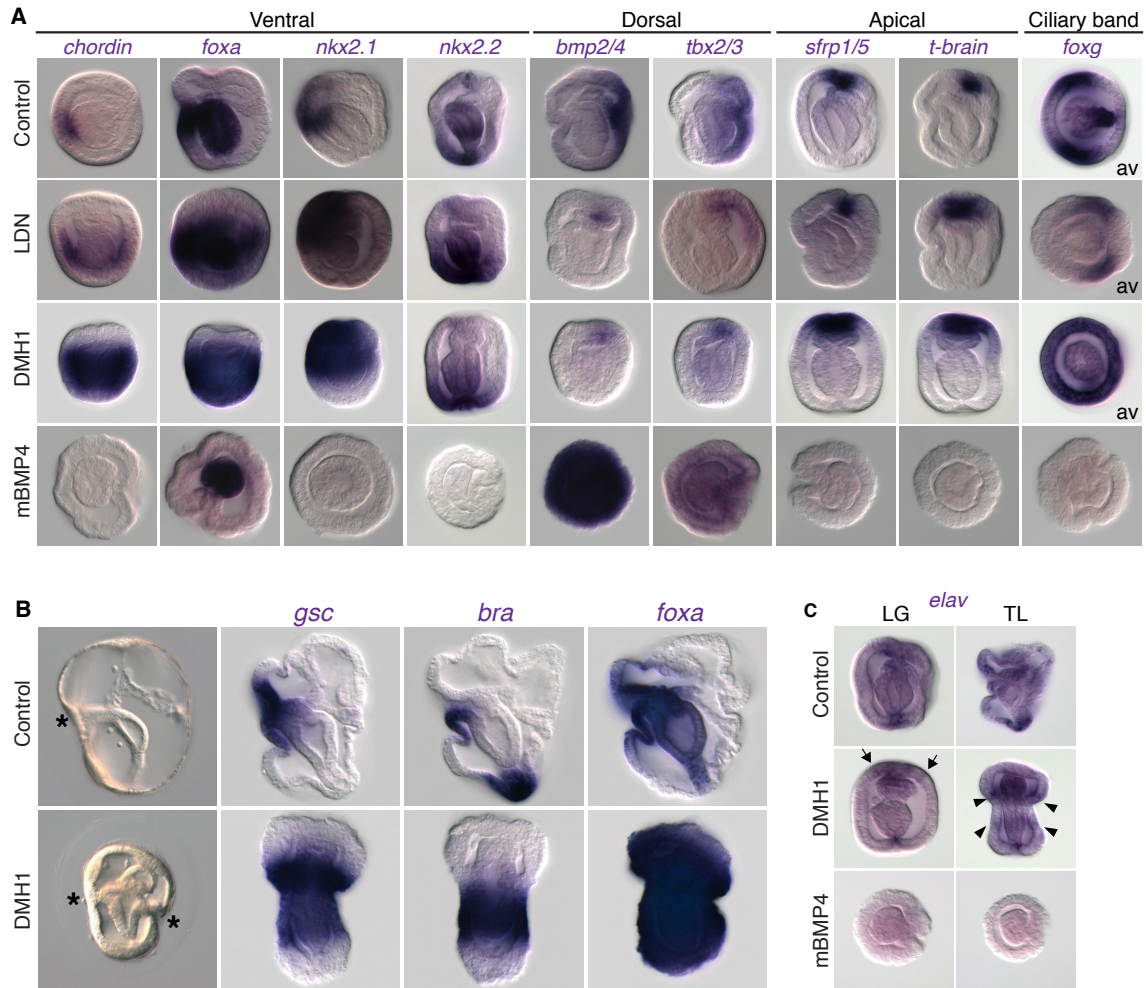 A
Ventral Dorsal Apical Ciliary band
chordin foxa nkx2.1 nkx2.2 bmp2/4 tbx2/3 sfrp1/5 t-brain foxg
Control
av
LDN
av
DMH1
av
mBMP4
B
gsc bra foxa
Control
*
DMH1
* *
C
elav
LG TL
Control
DMH1
mBMP4